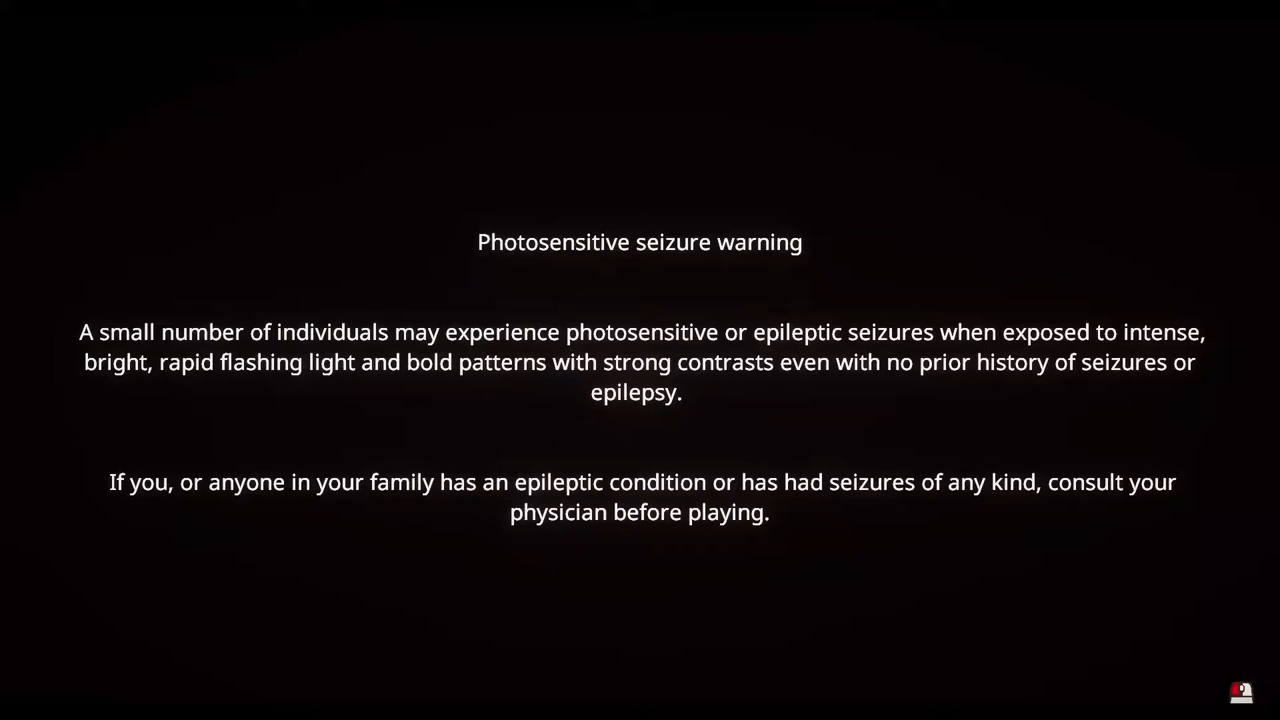 Photosensitive seizure warning
A small number of individuals may experience photosensitive or epileptic seizures when exposed to intense,
bright, rapid flashing light and bold patterns with strong contrasts even with no prior history of seizures or
epilepsy.
If you, or anyone in your family has an epileptic condition or has had seizures of any kind, consult your
physician before playing.